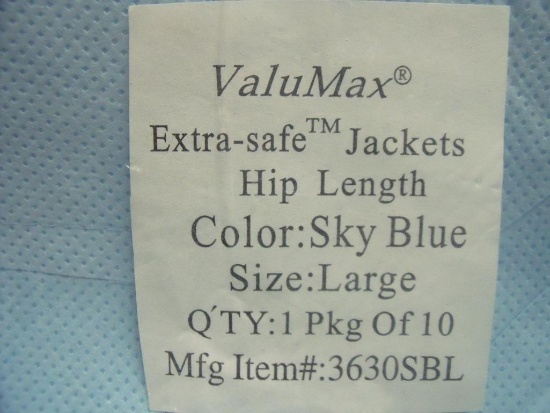 ValuMax®
Extra-safe™ Jackets
Hip Length
Color:Sky Blue
Size:Large
Q'TY:1 Pkg Of 10
Mfg Item#:3630SBL